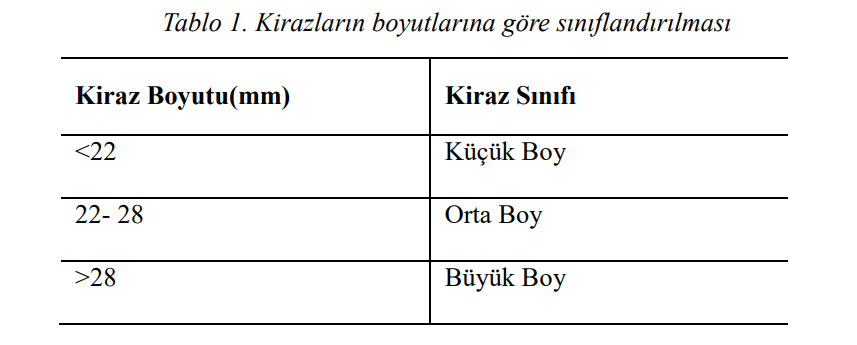 Tablo 1. Kirazların boyutlarına göre sınıflandırılması
Kiraz Boyutu(mm) Kiraz Sınıfı
<22 Küçük Boy
22- 28 Orta Boy
>28 Büyük Boy